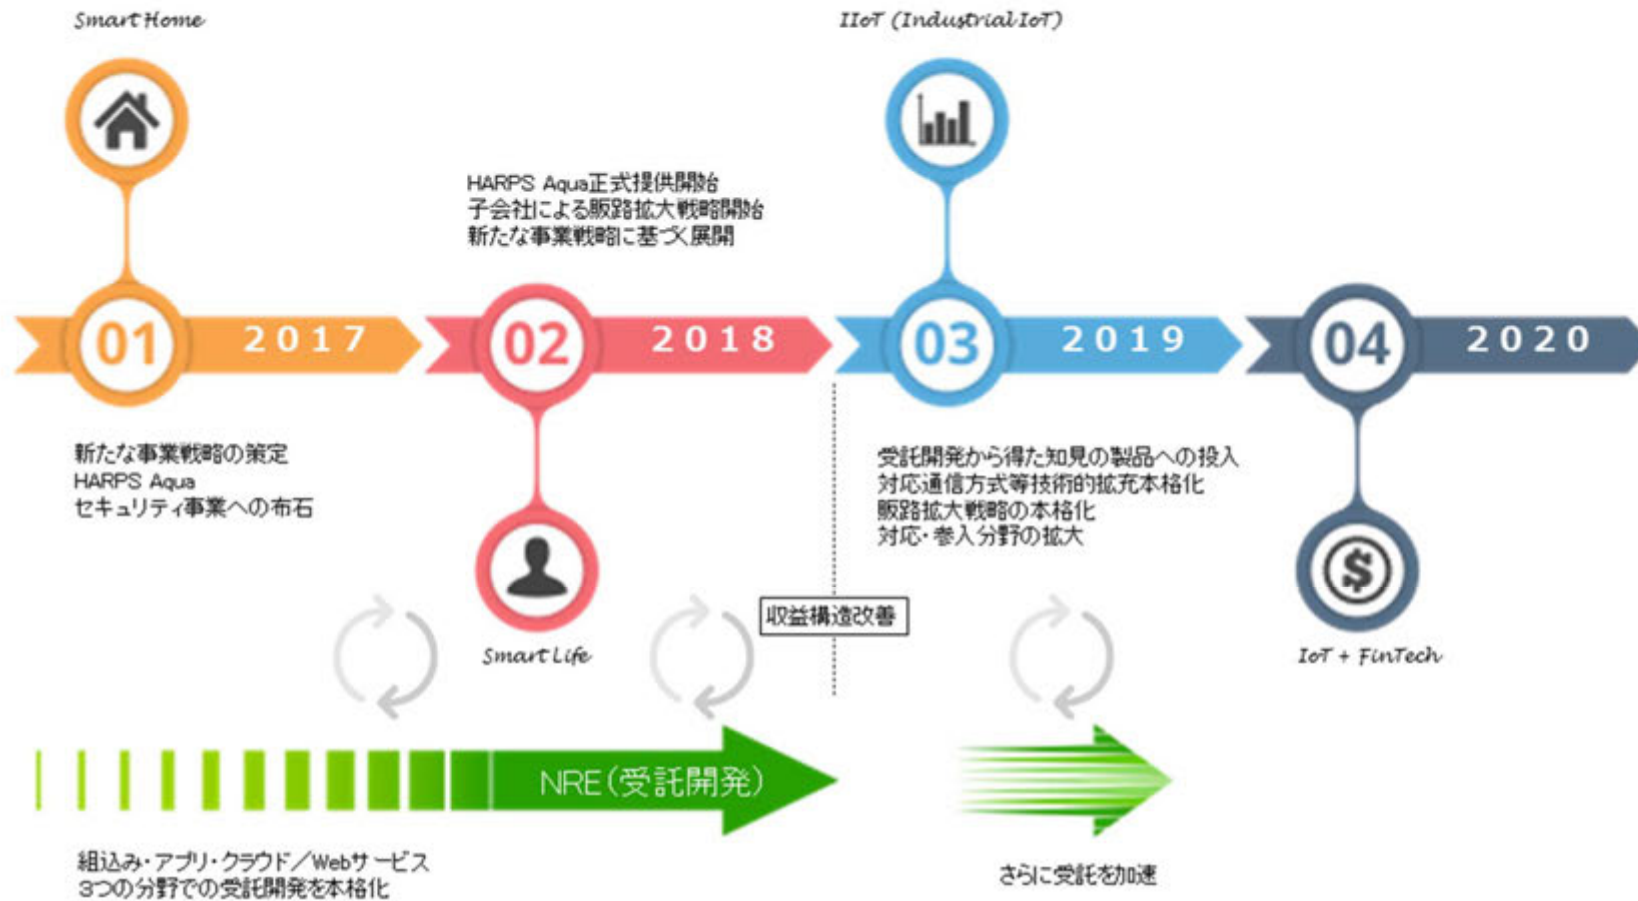 Smart Home
IIoT (Industrial IoT)
HARPS Aqua正式提供開始
子会社による販路拡大戦略開始
新たな事業戦略に基づく展開
01
2017
02
2018
03
2019
04
2020
新たな事業戦略の策定
HARPS Aqua
セキュリティ事業への布石
受託開発から得た知見の製品への投入
対応通信方式等技術的拡充本格化
販路拡大戦略の本格化
対応・参入分野の拡大
収益構造改善
Smart Life
IoT + FinTech
NRE(受託開発)
組込み・アプリ・クラウド／Webサービス
3つの分野での受託開発を本格化
さらに受託を加速